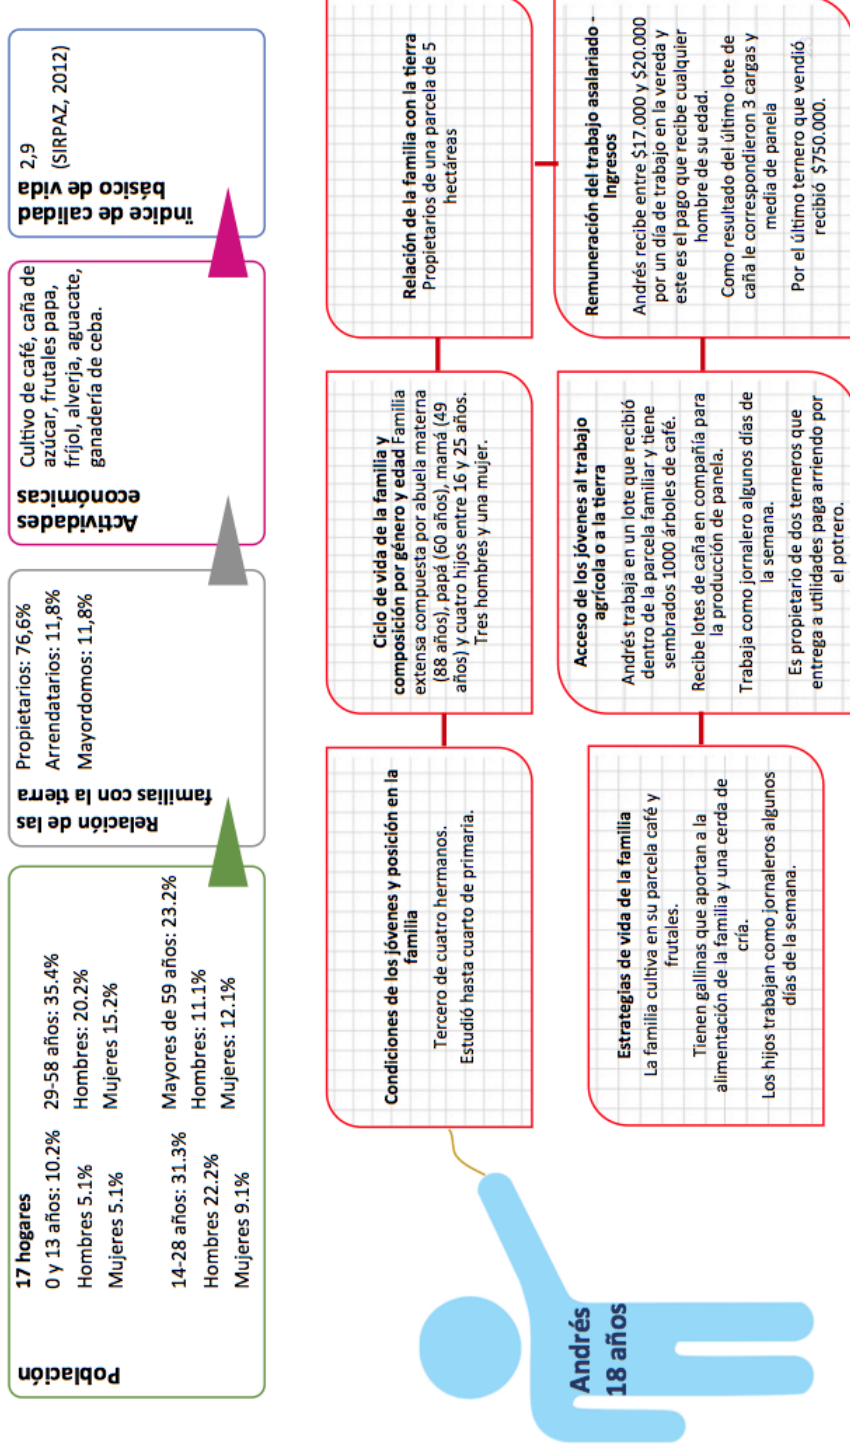 Población
17 hogares
0 y 13 años: 10.2%
Hombres 5.1%
Mujeres 5.1%
14-28 años: 31.3%
Hombres 22.2%
Mujeres 9.1%
29-58 años: 35.4%
Hombres: 20.2%
Mujeres 15.2%
Mayores de 59 años: 23.2%
Hombres: 11.1%
Mujeres: 12.1%
Relación de las
familias con la tierra
Propietarios: 76,6%
Arrendatarios: 11,8%
Mayordomos: 11,8%
Actividades
económicas
Cultivo de café, caña de
azúcar, frutales papa,
fríjol, alverja, aguacate,
ganadería de ceba.
indice de calidad
básico de vida
2,9
(SIRPAZ, 2012)
Andrés
18 años
Condiciones de los jóvenes y posición en la
familia
Tercero de cuatro hermanos.
Estudió hasta cuarto de primaria.
Ciclo de vida de la familia y
composición por género y edad Familia
extensa compuesta por abuela materna
(88 años), papá (60 años), mamá (49
años) y cuatro hijos entre 16 y 25 años.
Tres hombres y una mujer.
Relación de la familia con la tierra
Propietarios de una parcela de 5
hectáreas
Estrategias de vida de la familia
La familia cultiva en su parcela café y
frutales.
Tienen gallinas que aportan a la
alimentación de la familia y una cerda de
cría.
Los hijos trabajan como jornaleros algunos
días de la semana.
Acceso de los jóvenes al trabajo
agrícola o a la tierra
Andrés trabaja en un lote que recibió
dentro de la parcela familiar y tiene
sembrados 1000 árboles de café.
Recibe lotes de caña en compañía para
la producción de panela.
Trabaja como jornalero algunos días de
la semana.
Es propietario de dos terneros que
entrega a utilidades paga arriendo por
el potrero.
Remuneración del trabajo asalariado -
Ingresos
Andrés recibe entre $17.000 y $20.000
por un día de trabajo en la vereda y
este es el pago que recibe cualquier
hombre de su edad.
Como resultado del último lote de
caña le correspondieron 3 cargas y
media de panela
Por el último ternero que vendió
recibió $750.000.